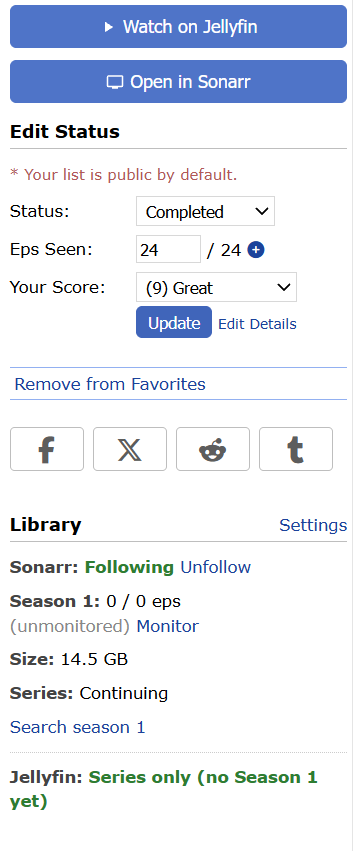 Watch on Jellyfin
Open in Sonarr
Edit Status
* Your list is public by default.
Status: Completed
Eps Seen: 24 / 24
Your Score: (9) Great
Update Edit Details
Remove from Favorites
Library Settings
Sonarr: Following Unfollow
Season 1: 0 / 0 eps
(unmonitored) Monitor
Size: 14.5 GB
Series: Continuing
Search season 1
Jellyfin: Series only (no Season 1
yet)